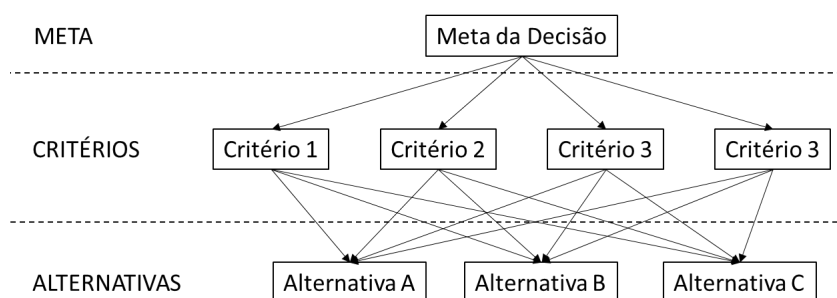 META
Meta da Decisão
CRITÉRIOS
Critério 1
Critério 2
Critério 3
Critério 3
ALTERNATIVAS
Alternativa A
Alternativa B
Alternativa C